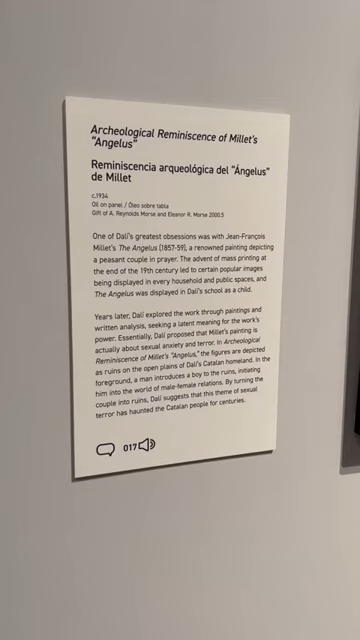 Archeological Reminiscence of Millet's
"Angelus"
Reminiscencia arqueológica del "Ángelus"
de Millet
c.1934
Oil on panel / Óleo sobre tabla
Gift of A. Reynolds Morse and Eleanor R. Morse 2000.5
One of Dalí's greatest obsessions was with Jean-François
Millet's The Angelus (1857-59), a renowned painting depicting
a peasant couple in prayer. The advent of mass printing at
the end of the 19th century led to certain popular images
being displayed in every household and public spaces, and
The Angelus was displayed in Dalí's school as a child.
Years later, Dalí explored the work through paintings and
written analysis, seeking a latent meaning for the work's
power. Essentially, Dalí proposed that Millet's painting is
actually about sexual anxiety and terror. In Archeological
Reminiscence of Millet's "Angelus," the figures are depicted
as ruins on the open plains of Dalí's Catalan homeland. In the
foreground, a man introduces a boy to the ruins, initiating
him into the world of male-female relations. By turning the
couple into ruins, Dalí suggests that this theme of sexual
terror has haunted the Catalan people for centuries.
017